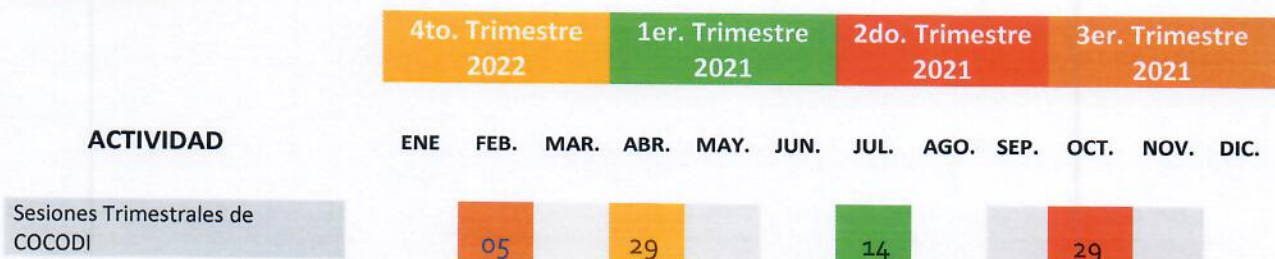 4to. Trimestre 1er. Trimestre 2do. Trimestre 3er. Trimestre
2022 2021 2021 2021
ACTIVIDAD ENE FEB. MAR. ABR. MAY. JUN. JUL. AGO. SEP. OCT. NOV. DIC.
Sesiones Trimestrales de
COCODI 05 29 14 29